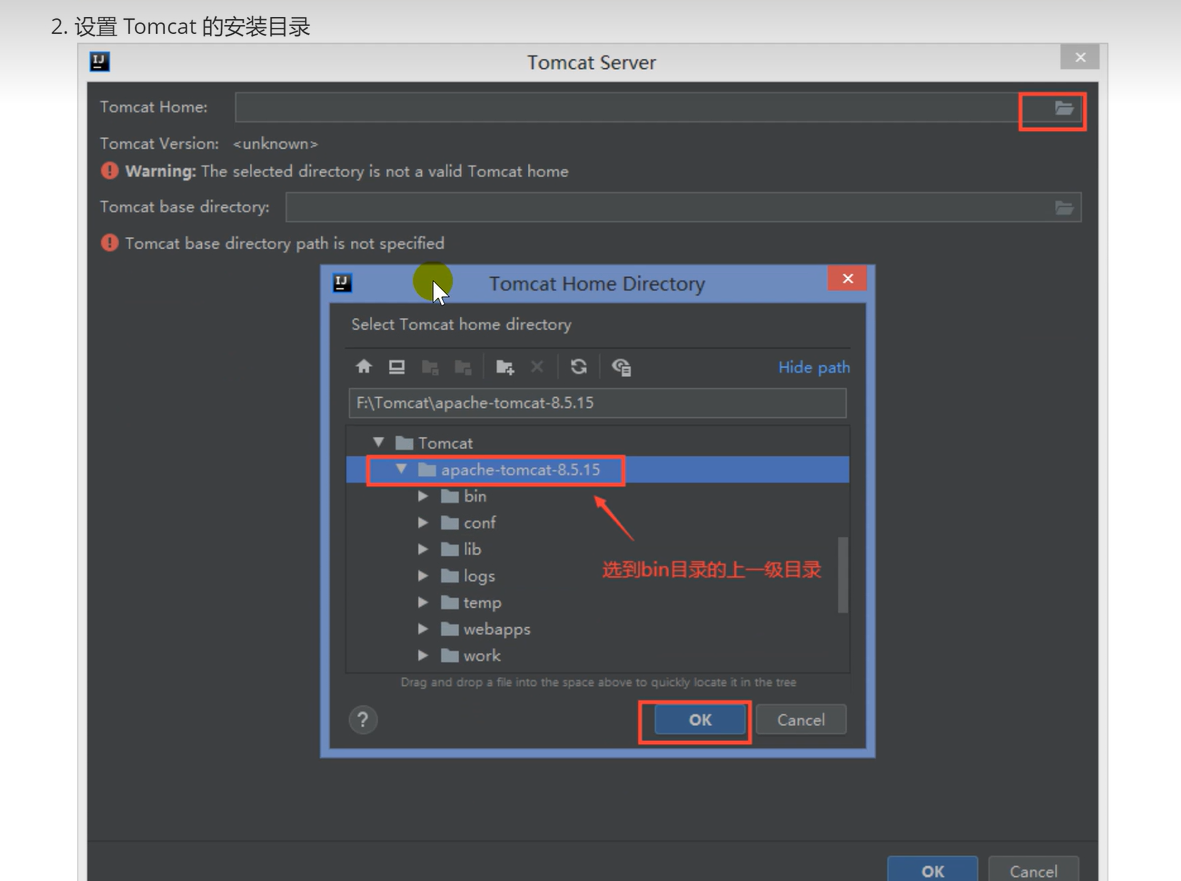 2. 设置 Tomcat 的安装目录
Tomcat Server
Tomcat Home:
Tomcat Version: <unknown>
Warning: The selected directory is not a valid Tomcat home
Tomcat base directory:
Tomcat base directory path is not specified
Tomcat Home Directory
Select Tomcat home directory
Hide path
F:\Tomcat\apache-tomcat-8.5.15
Tomcat
apache-tomcat-8.5.15
bin
conf
lib
选到bin目录的上一级目录
logs
temp
webapps
work
Drag and drop a file into the space above to quickly locate it in the tree
?
OK
Cancel
OK
Cancel